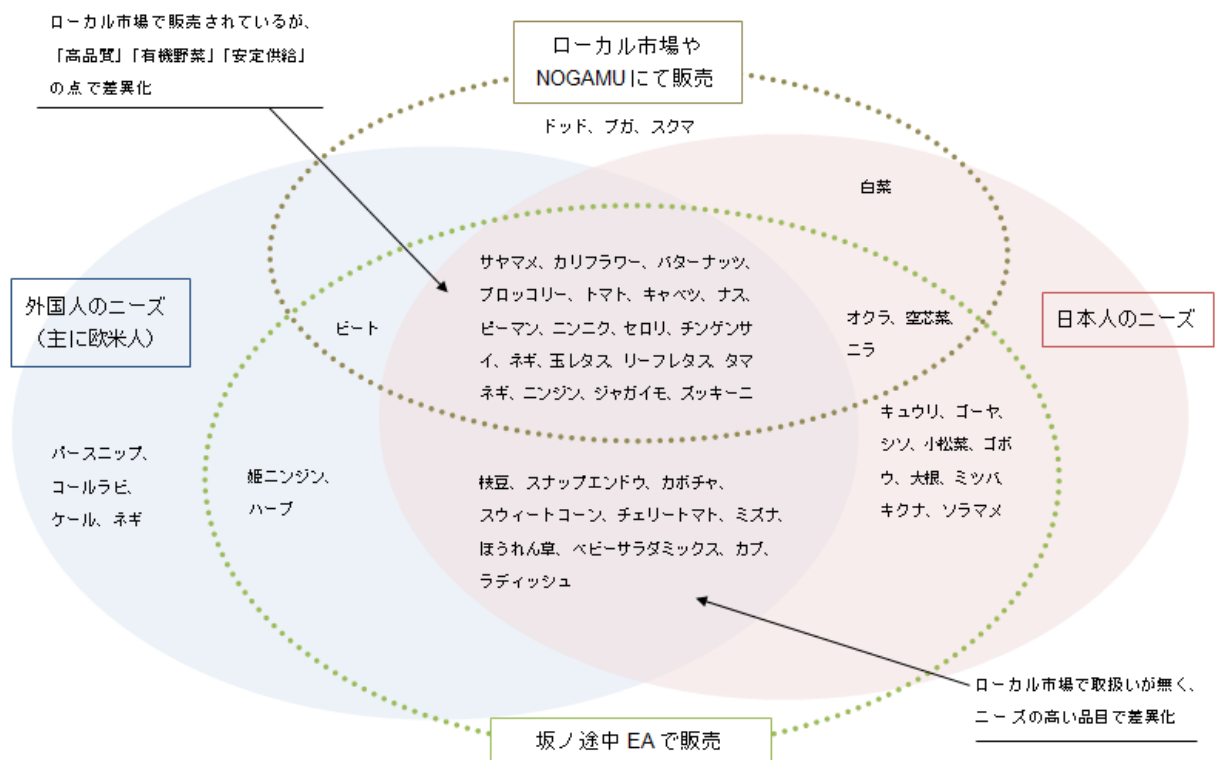 ローカル市場で販売されているが、
「高品質」「有機野菜」「安定供給」
の点で差異化
ローカル市場や
NOGAMUにて販売
ドッド、ブガ、スクマ
白菜
サヤマメ、カリフラワー、バターナッツ、
ブロッコリー、トマト、キャベツ、ナス、
ピーマン、ニンニク、セロリ、チンゲンサ
イ、ネギ、玉レタス、リーフレタス、タマ
ネギ、ニンジン、ジャガイモ、ズッキーニ
外国人のニーズ
（主に欧米人）
ビート
オクラ、空芯菜、
ニラ
日本人のニーズ
キュウリ、ゴーヤ、
シソ、小松菜、ゴボ
ウ、大根、ミツバ
キクナ、ソラマメ
パースニップ、
コールラビ、
ケール、ネギ
姫ニンジン、
ハーブ
枝豆、スナップエンドウ、カボチャ、
スウィートコーン、チェリートマト、ミズナ、
ほうれん草、ベビーサラダミックス、カブ、
ラディッシュ
ローカル市場で取扱いが無く、
ニーズの高い品目で差異化
坂ノ途中 EA で販売